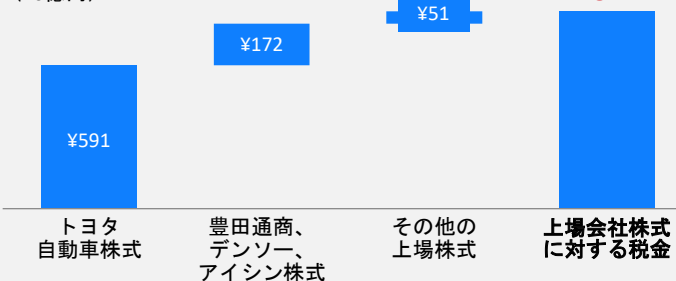 ¥51
¥172
¥591
トヨタ
自動車株式
豊田通商、
デンソー、
アイシン株式
その他の
上場株式
上場会社株式
に対する税金